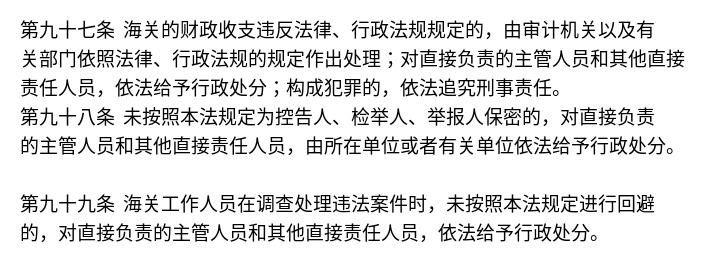 第九十七条 海关的财政收支违反法律、行政法规规定的，由审计机关以及有
关部门依照法律、行政法规的规定作出处理；对直接负责的主管人员和其他直接
责任人员，依法给予行政处分；构成犯罪的，依法追究刑事责任。
第九十八条 未按照本法规定为控告人、检举人、举报人保密的，对直接负责
的主管人员和其他直接责任人员，由所在单位或者有关单位依法给予行政处分。
第九十九条 海关工作人员在调查处理违法案件时，未按照本法规定进行回避
的，对直接负责的主管人员和其他直接责任人员，依法给予行政处分。